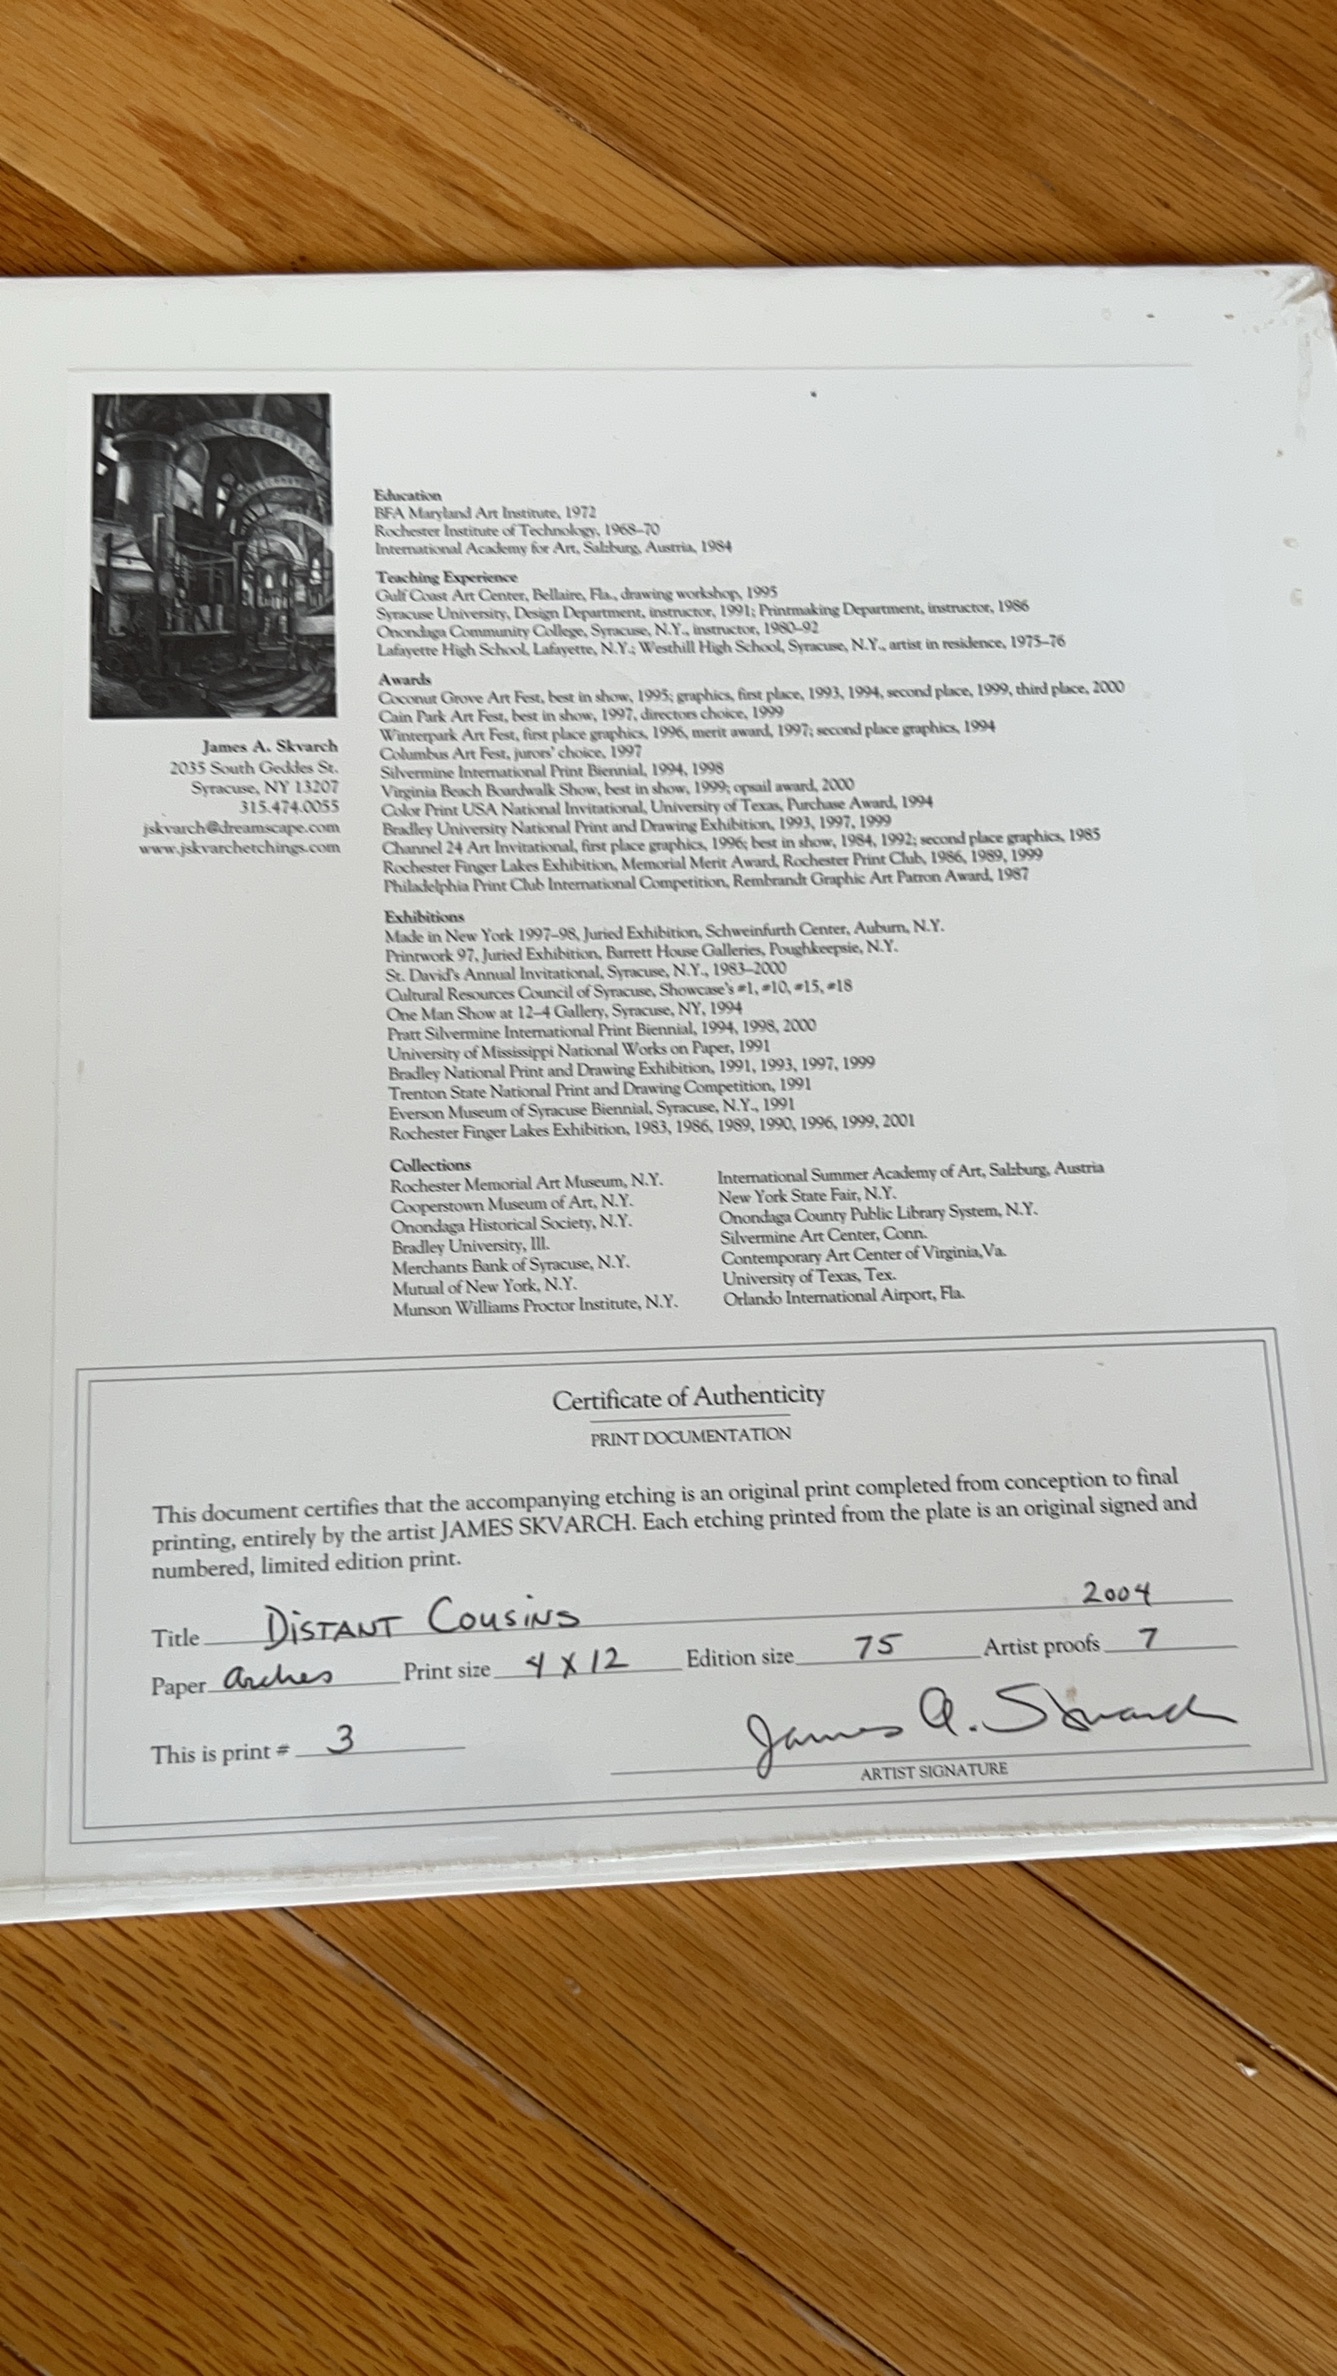 James A. Skvarch
2035 South Geddes St.
Syracuse, NY 13207
315.474.0055
jskvarch@dreamscape.com
www.jskvarchetchings.com
Education
BFA Maryland Art Institute, 1972
Rochester Institute of Technology, 1968–70
International Academy for Art, Salzburg, Austria, 1984
Teaching Experience
Gulf Coast Art Center, Bellaire, Fla., drawing workshop, 1995
Syracuse University, Design Department, instructor, 1991; Printmaking Department, instructor, 1986
Onondaga Community College, Syracuse, N.Y., instructor, 1980–92
Lafayette High School, Lafayette, N.Y.; Westhill High School, Syracuse, N.Y., artist in residence, 1975–76
Awards
Coconut Grove Art Fest, best in show, 1995; graphics, first place, 1993, 1994, second place, 1999, third place, 2000
Cain Park Art Fest, best in show, 1997, directors choice, 1999
Winterpark Art Fest, first place graphics, 1996, merit award, 1997; second place graphics, 1994
Columbus Art Fest, jurors' choice, 1997
Silvermine International Print Biennial, 1994, 1998
Virginia Beach Boardwalk Show, best in show, 1999; opsail award, 2000
Color Print USA National Invitational, University of Texas, Purchase Award, 1994
Bradley University National Print and Drawing Exhibition, 1993, 1997, 1999
Channel 24 Art Invitational, first place graphics, 1996; best in show, 1984, 1992; second place graphics, 1985
Rochester Finger Lakes Exhibition, Memorial Merit Award, Rochester Print Club, 1986, 1989, 1999
Philadelphia Print Club International Competition, Rembrandt Graphic Art Patron Award, 1987
Exhibitions
Made in New York 1997–98, Juried Exhibition, Schweinfurth Center, Auburn, N.Y.
Printwork 97, Juried Exhibition, Barrett House Galleries, Poughkeepsie, N.Y.
St. David's Annual Invitational, Syracuse, N.Y., 1983–2000
Cultural Resources Council of Syracuse, Showcase's #1, #10, #15, #18
One Man Show at 12–4 Gallery, Syracuse, NY, 1994
Pratt Silvermine International Print Biennial, 1994, 1998, 2000
University of Mississippi National Works on Paper, 1991
Bradley National Print and Drawing Exhibition, 1991, 1993, 1997, 1999
Trenton State National Print and Drawing Competition, 1991
Everson Museum of Syracuse Biennial, Syracuse, N.Y., 1991
Rochester Finger Lakes Exhibition, 1983, 1986, 1989, 1990, 1996, 1999, 2001
Collections
Rochester Memorial Art Museum, N.Y.
Cooperstown Museum of Art, N.Y.
Onondaga Historical Society, N.Y.
Bradley University, Ill.
Merchants Bank of Syracuse, N.Y.
Mutual of New York, N.Y.
Munson Williams Proctor Institute, N.Y.
International Summer Academy of Art, Salzburg, Austria
New York State Fair, N.Y.
Onondaga County Public Library System, N.Y.
Silvermine Art Center, Conn.
Contemporary Art Center of Virginia, Va.
University of Texas, Tex.
Orlando International Airport, Fla.
Certificate of Authenticity
PRINT DOCUMENTATION
This document certifies that the accompanying etching is an original print completed from conception to final
printing, entirely by the artist JAMES SKVARCH. Each etching printed from the plate is an original signed and
numbered, limited edition print.
Title DISTANT COUSINS 2004
Paper arches Print size 4 X 12 Edition size 75 Artist proofs 7
This is print # 3
James A. Skvarch
ARTIST SIGNATURE